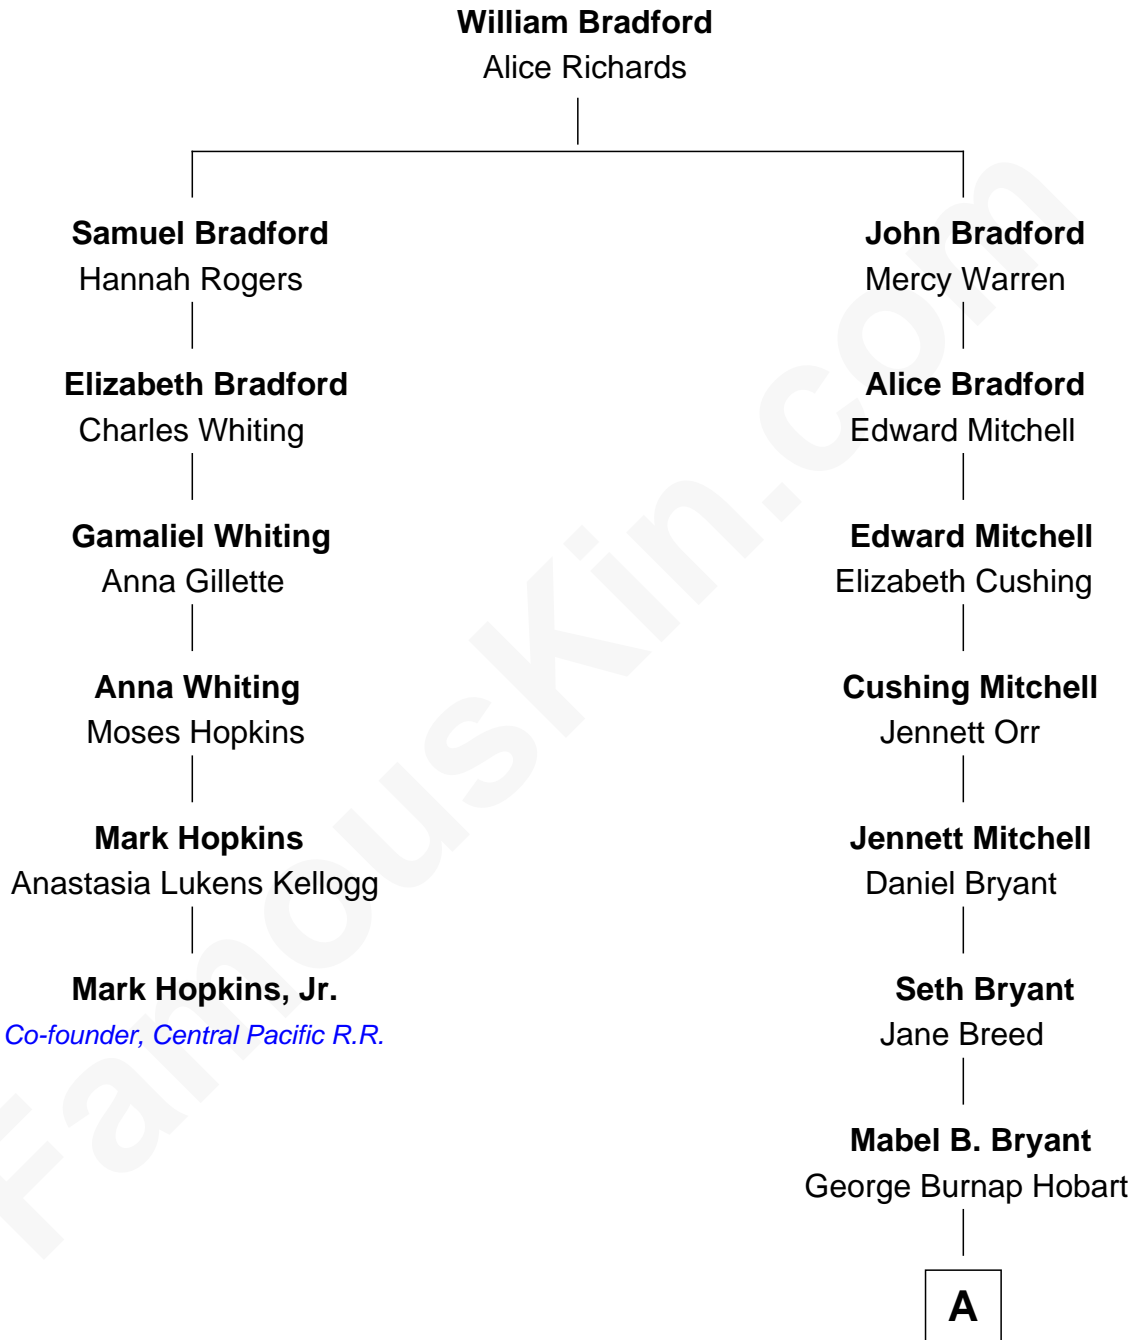 William Bradford
Alice Richards
Samuel Bradford
Hannah Rogers
John Bradford
Mercy Warren
Elizabeth Bradford
Charles Whiting
Alice Bradford
Edward Mitchell
Gamaliel Whiting
Anna Gillette
Edward Mitchell
Elizabeth Cushing
Anna Whiting
Moses Hopkins
Cushing Mitchell
Jennett Orr
Mark Hopkins
Anastasia Lukens Kellogg
Jennett Mitchell
Daniel Bryant
Mark Hopkins, Jr.
Co-founder, Central Pacific R.R.
Seth Bryant
Jane Breed
Mabel B. Bryant
George Burnap Hobart
A
FamousKin.com